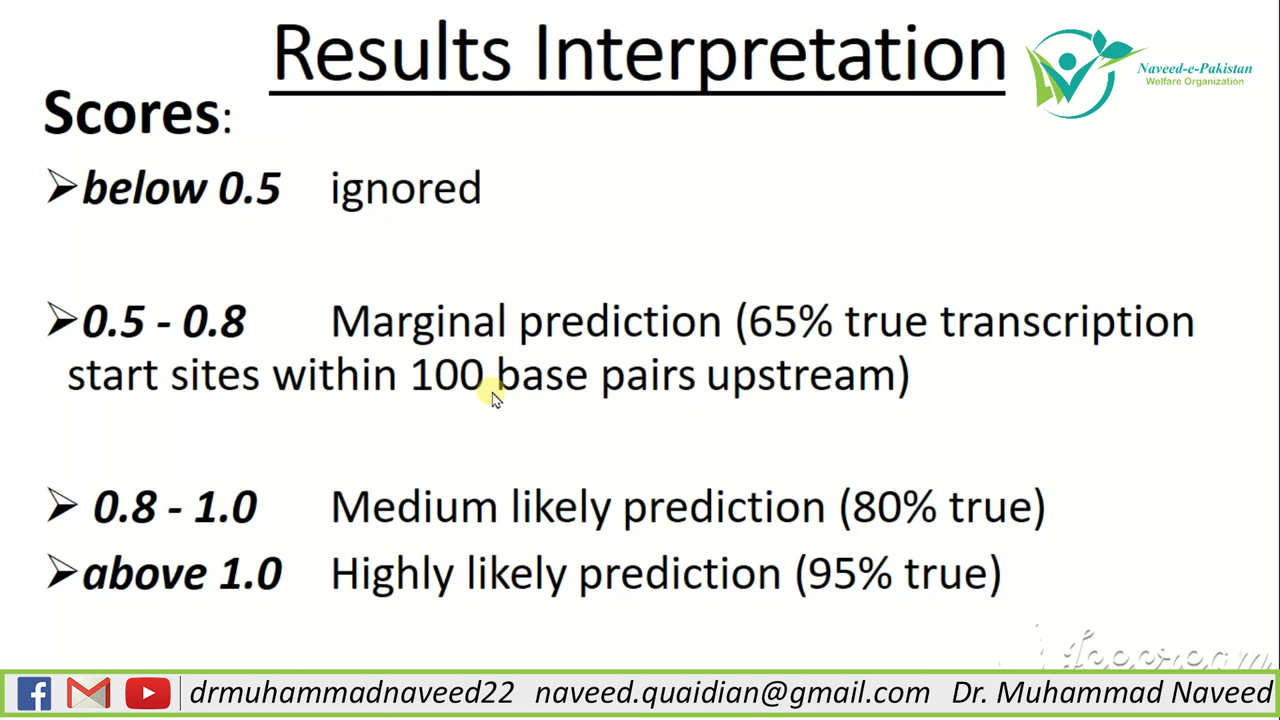 Results Interpretation
Naveed-e-Pakistan
Welfare Organization
Scores:
➢below 0.5 ignored
➢0.5 - 0.8 Marginal prediction (65% true transcription
start sites within 100 base pairs upstream)
➢ 0.8 - 1.0 Medium likely prediction (80% true)
➢above 1.0 Highly likely prediction (95% true)
drmuhammadnaveed22 naveed.quaidian@gmail.com Dr. Muhammad Naveed